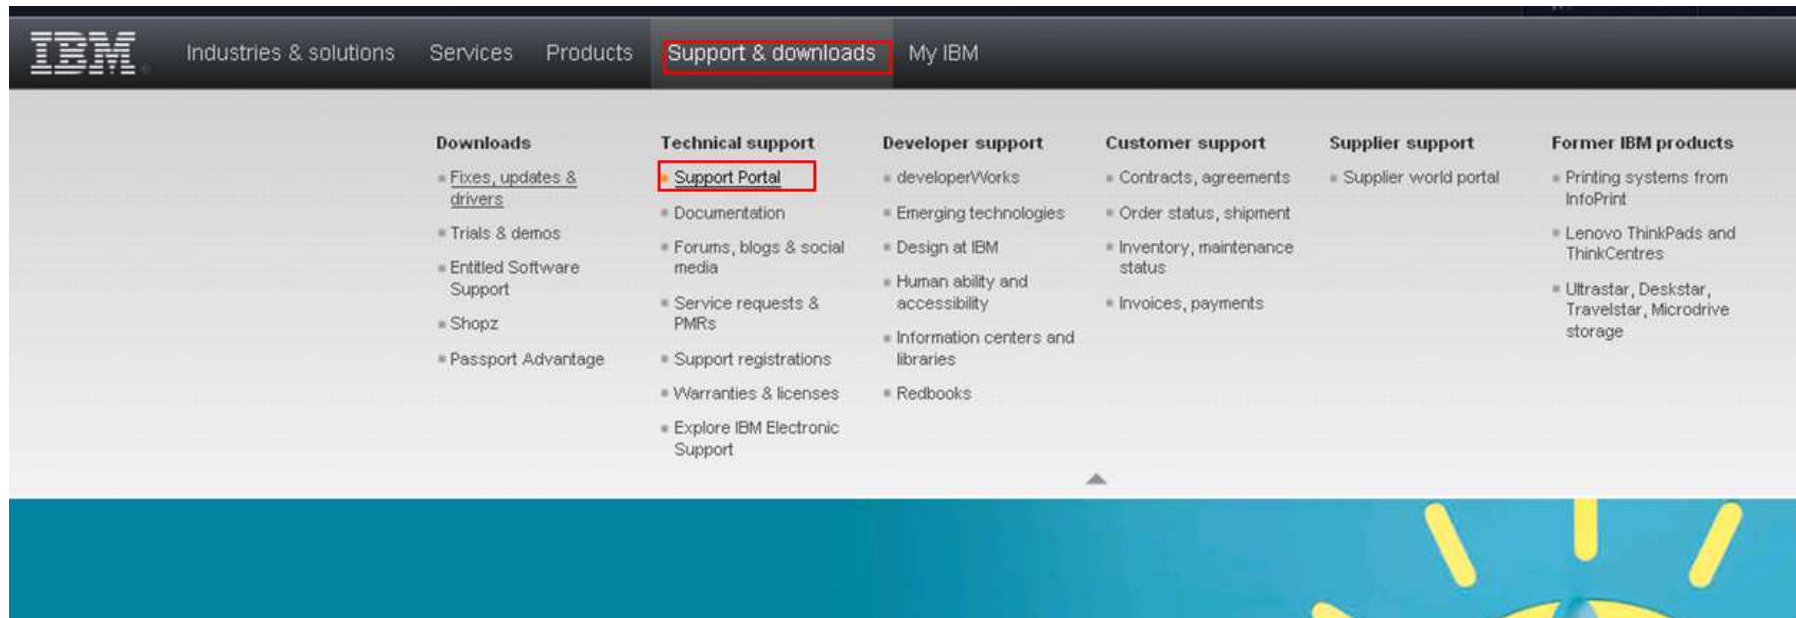 IBM
Industries & solutions Services Products Support & downloads My IBM
Downloads
Fixes, updates &
drivers
Trials & demos
Entitled Software
Support
Shopz
Passport Advantage
Technical support
Support Portal
Documentation
Forums, blogs & social
media
Service requests &
PMRs
Support registrations
Warranties & licenses
Explore IBM Electronic
Support
Developer support
developerWorks
Emerging technologies
Design at IBM
Human ability and
accessibility
Information centers and
libraries
Redbooks
Customer support
Contracts, agreements
Order status, shipment
Inventory, maintenance
status
Invoices, payments
Supplier support
Supplier world portal
Former IBM products
Printing systems from
InfoPrint
Lenovo ThinkPads and
ThinkCentres
Ultrastar, Deskstar,
Travelstar, Microdrive
storage